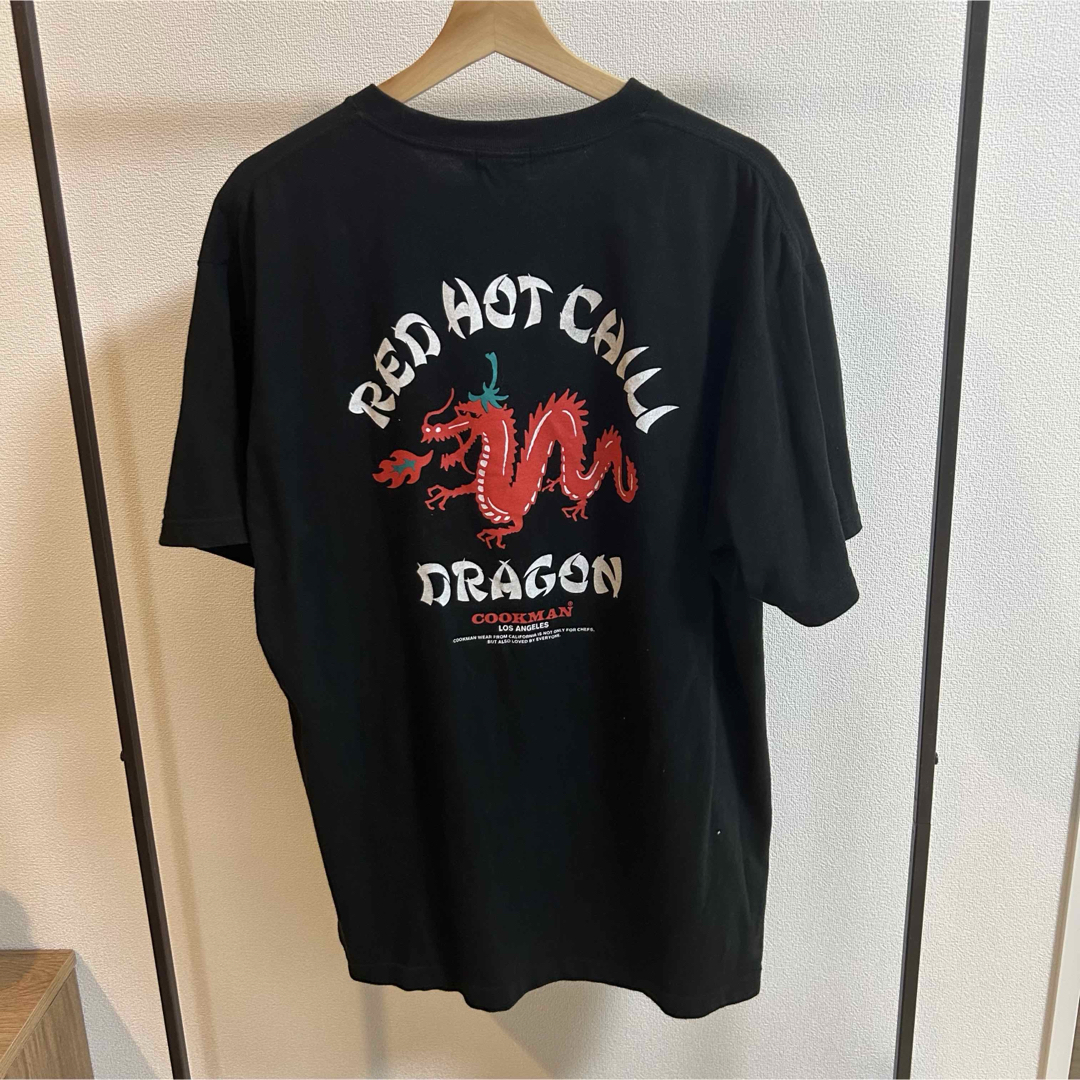 RED HOT CHILI
DRAGON
COOKMAN®
LOS ANGELES
COOKMAN WEAR FROM CALIFORNIA IS NOT ONLY FOR CHEFS,
BUT ALSO LOVED BY EVERYONE.